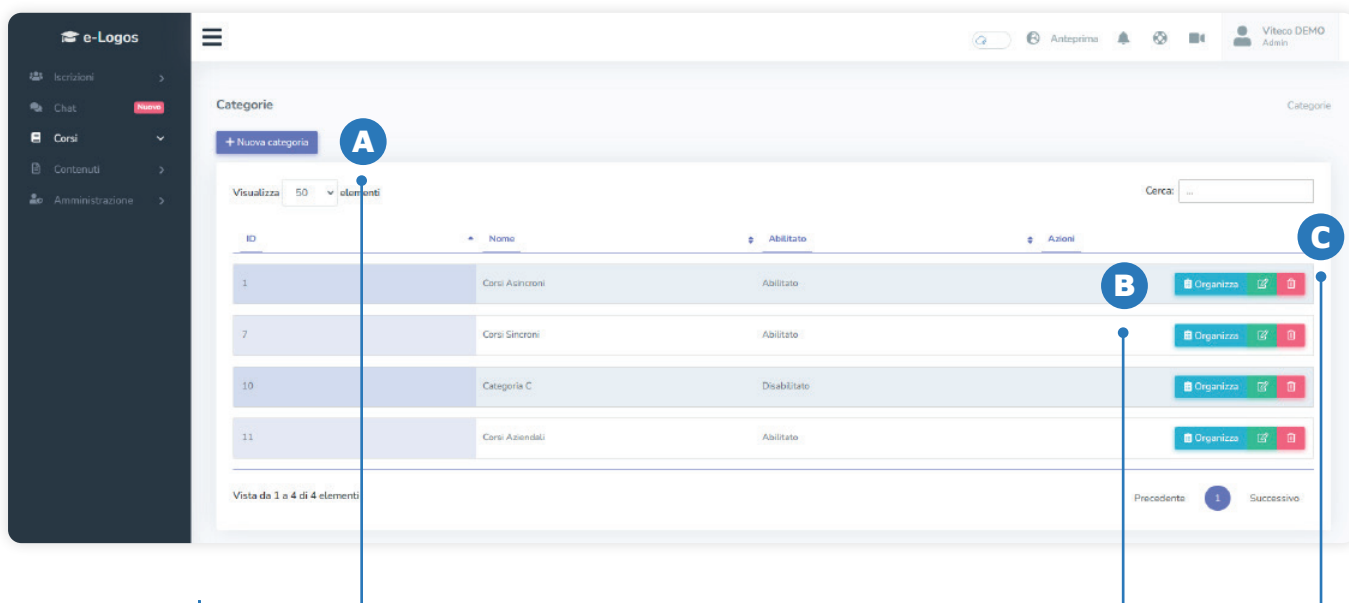 e-Logos
Anteprima
Viteco DEMO
Admin
Iscrizioni
Chat Nuovo
Corsi
Contenuti
Amministrazione
Categorie
Categorie
+ Nuova categoria
A
Visualizza 50 elementi
Cerca: ...
ID Nome Abilitato Azioni
C
1 Corsi Asincroni Abilitato Organizza
B
7 Corsi Sincroni Abilitato Organizza
10 Categoria C Disabilitato Organizza
11 Corsi Aziendali Abilitato Organizza
Vista da 1 a 4 di 4 elementi
Precedente 1 Successivo